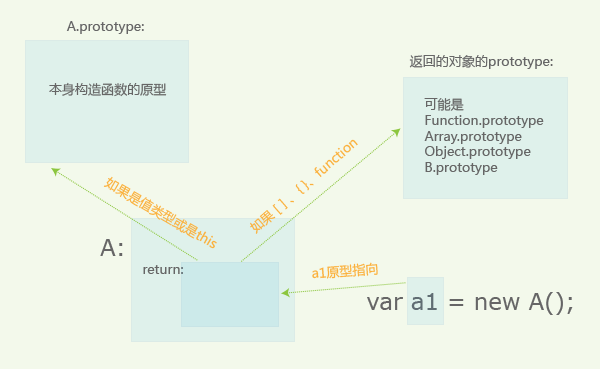 A.prototype:
本身构造函数的原型
返回的对象的prototype:
可能是
Function.prototype
Array.prototype
Object.prototype
B.prototype
如果是值类型或是this
如果 [ ] 、{ }、function
A:
return:
a1原型指向
var a1 = new A();